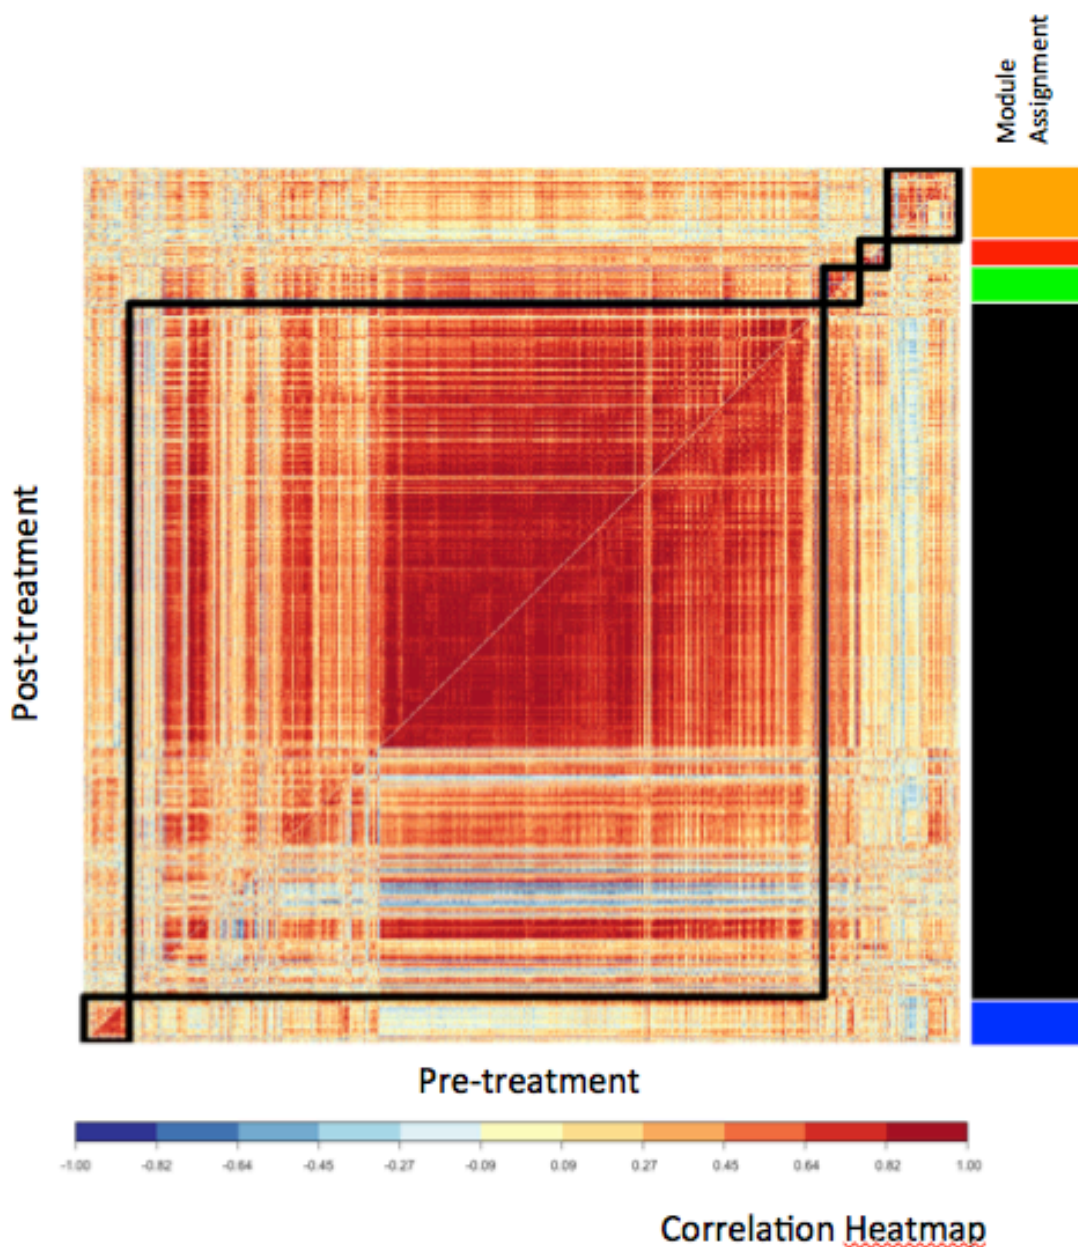 Module
Assignment
Post-treatment
Pre-treatment
-1.00 -0.82 -0.64 -0.45 -0.27 -0.09 0.09 0.27 0.45 0.64 0.82 1.00
Correlation Heatmap